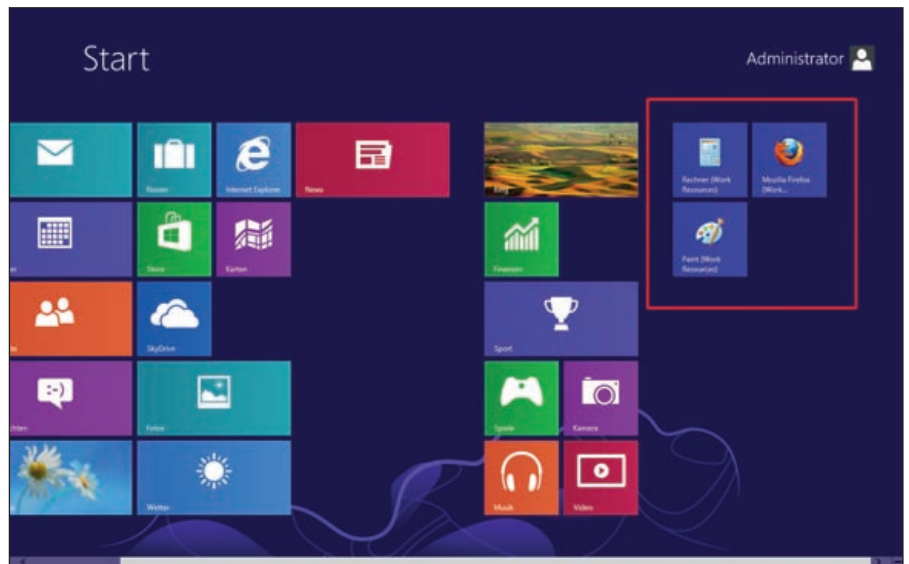 Start
Administrator
Reisen
Internet Explorer
News
Bing
Rechner (Work
Resources)
Mozilla Firefox
(Work...
Store
Karten
Finanzen
Paint (Work
Resources)
SkyDrive
Sport
:-)
Fotos
Spiele
Kamera
Wetter
Musik
Video